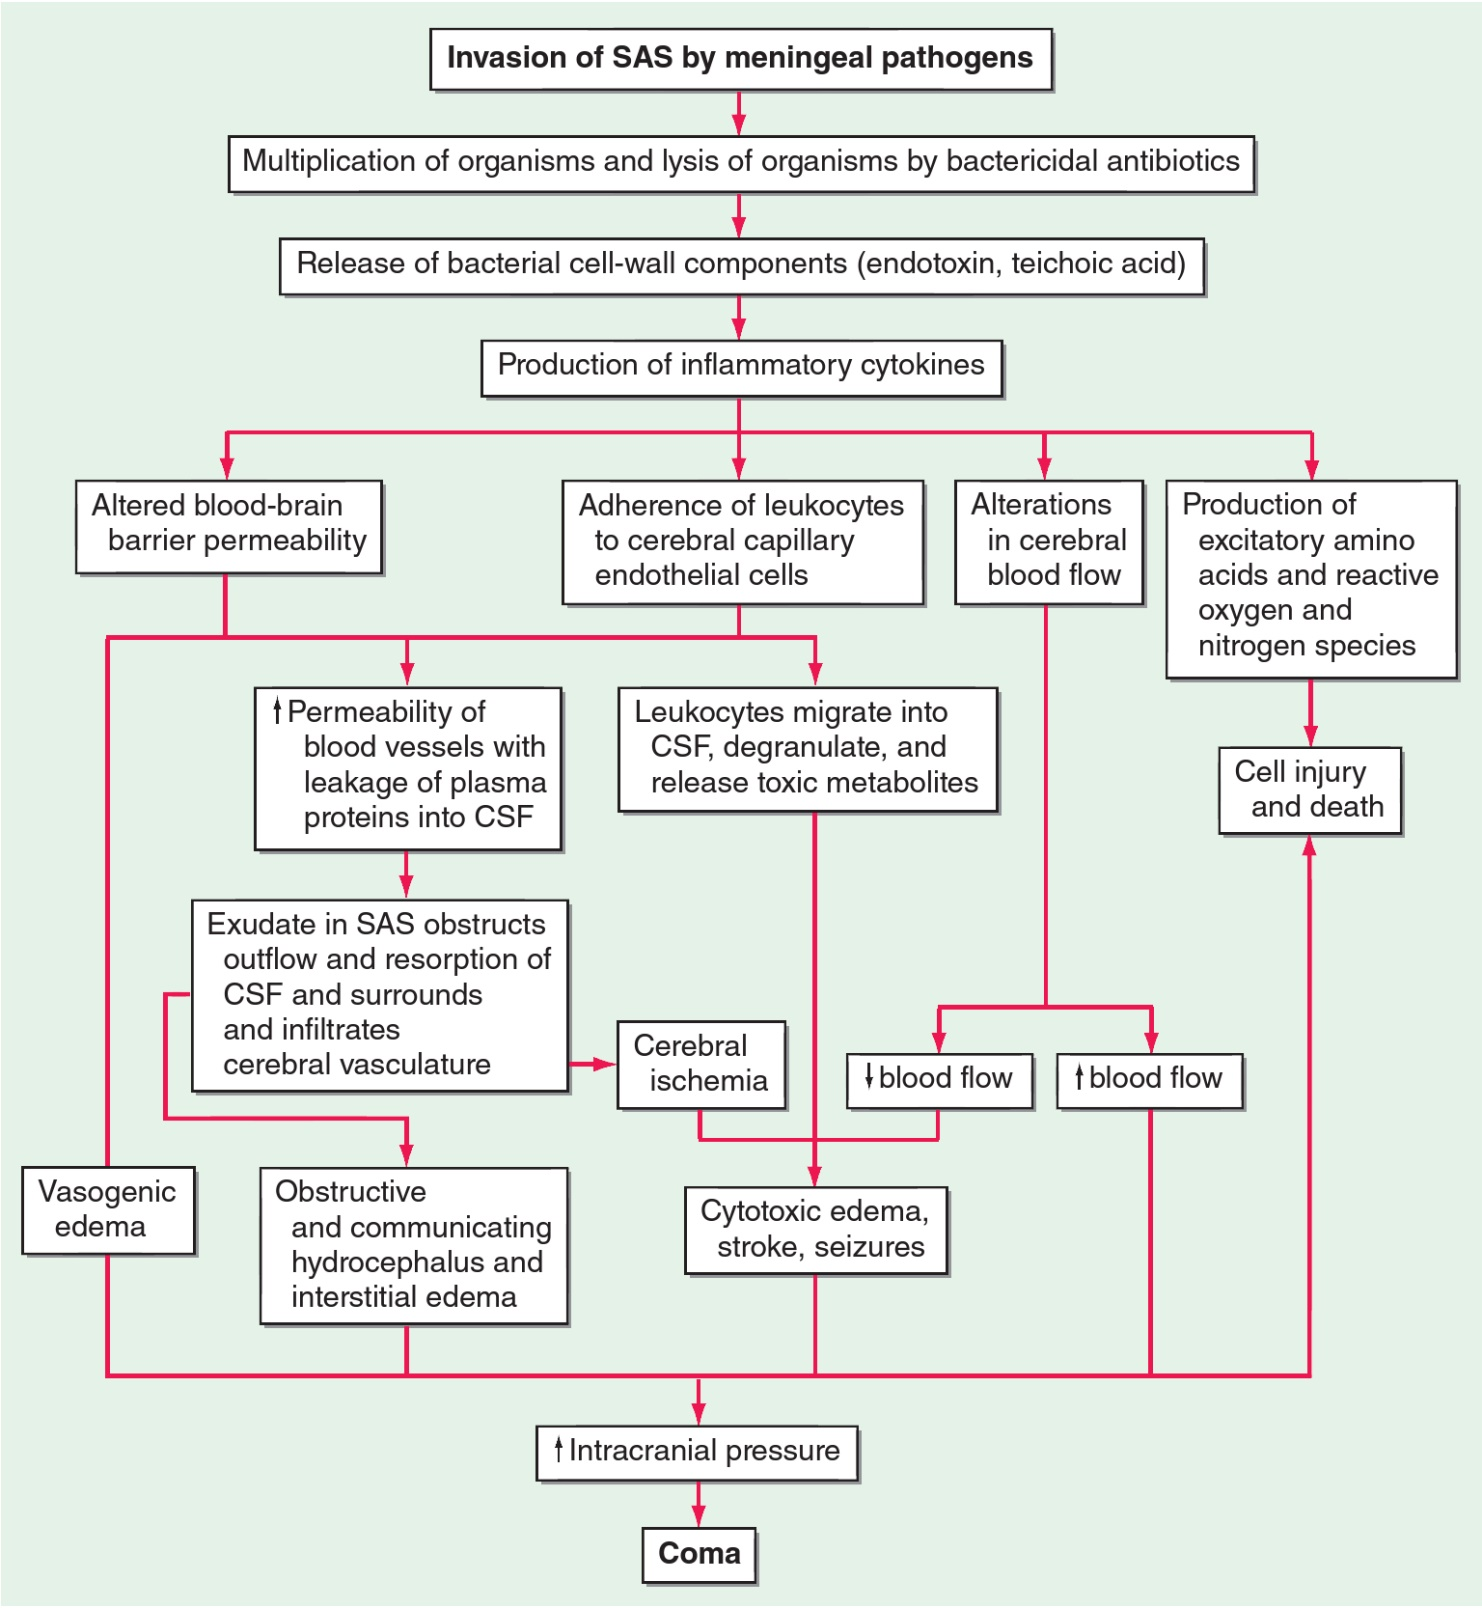 Invasion of SAS by meningeal pathogens
Multiplication of organisms and lysis of organisms by bactericidal antibiotics
Release of bacterial cell-wall components (endotoxin, teichoic acid)
Production of inflammatory cytokines
Altered blood-brain
barrier permeability
Adherence of leukocytes
to cerebral capillary
endothelial cells
Alterations
in cerebral
blood flow
Production of
excitatory amino
acids and reactive
oxygen and
nitrogen species
↑Permeability of
blood vessels with
leakage of plasma
proteins into CSF
Leukocytes migrate into
CSF, degranulate, and
release toxic metabolites
Cell injury
and death
Exudate in SAS obstructs
outflow and resorption of
CSF and surrounds
and infiltrates
cerebral vasculature
Cerebral
ischemia
↓blood flow
↑blood flow
Vasogenic
edema
Obstructive
and communicating
hydrocephalus and
interstitial edema
Cytotoxic edema,
stroke, seizures
↑Intracranial pressure
Coma